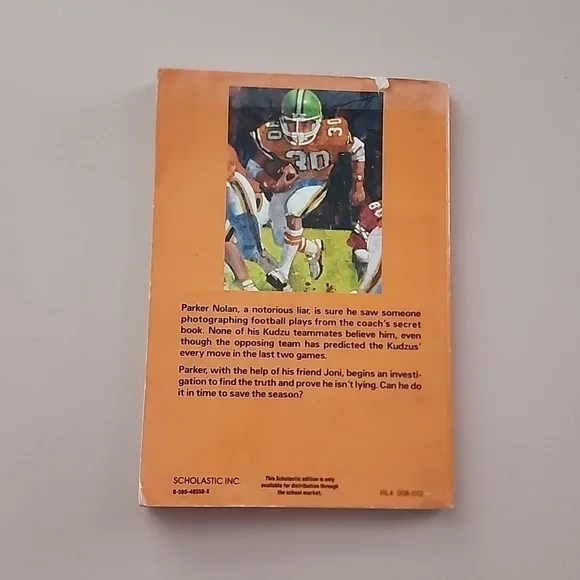 30
30
30
Parker Nolan, a notorious liar, is sure he saw someone
photographing football plays from the coach's secret
book. None of his Kudzu teammates believe him, even
though the opposing team has predicted the Kudzus'
every move in the last two games.
Parker, with the help of his friend Joni, begins an investi-
gation to find the truth and prove he isn't lying. Can he do
it in time to save the season?
SCHOLASTIC INC.
This Scholastic edition is only
available for distribution through
the school market.
RL4 008-012